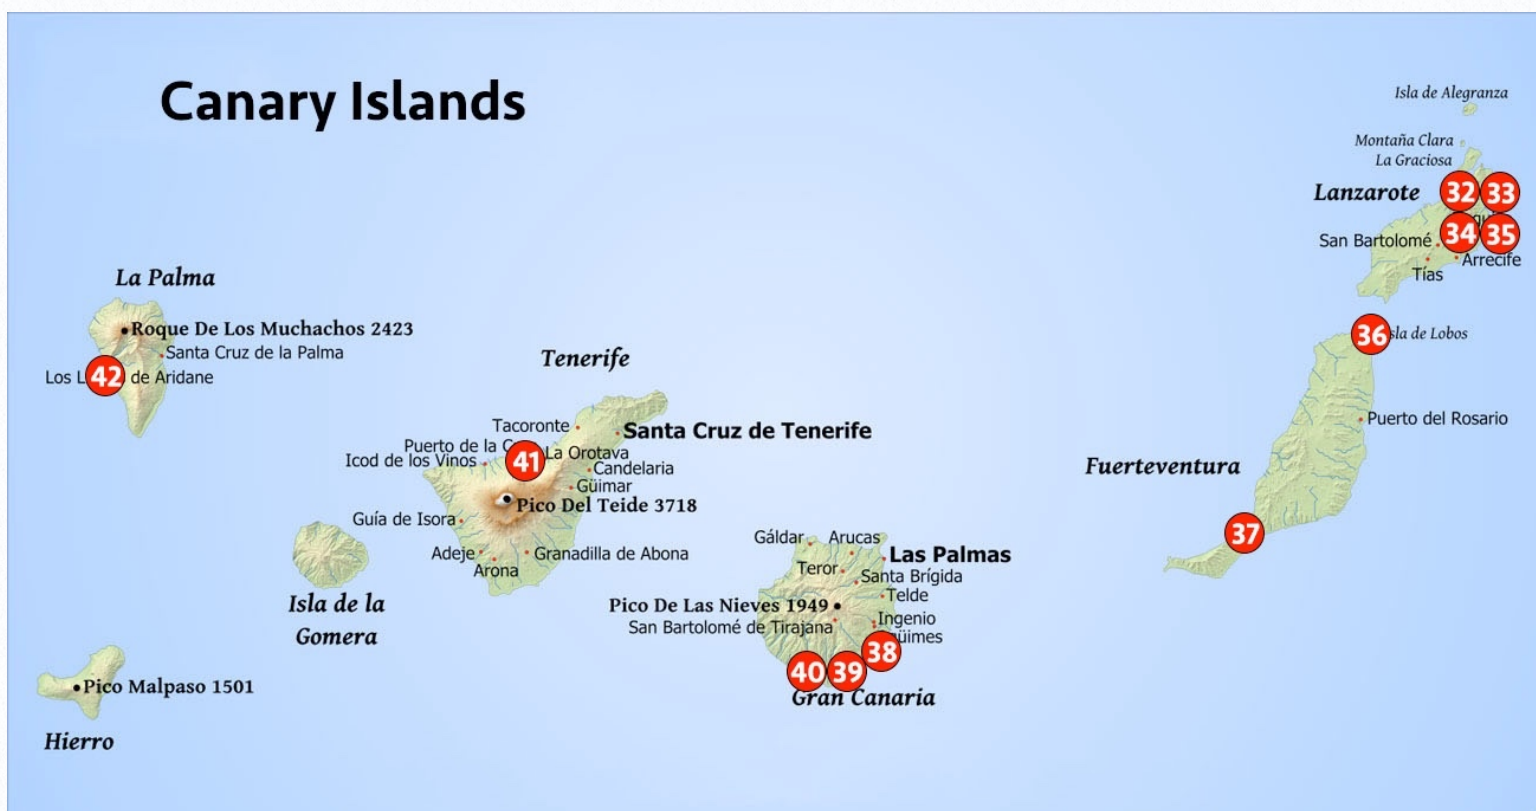 Canary Islands
Isla de Alegranza
Montaña Clara
La Graciosa
Lanzarote
32
33
34
35
San Bartolomé
Arrecife
Tías
La Palma
Roque De Los Muchachos 2423
Santa Cruz de la Palma
Los L
42
de Aridane
36
sla de Lobos
Tenerife
Puerto del Rosario
Tacoronte
Santa Cruz de Tenerife
Puerto de la
41
La Orotava
Icod de los Vinos
Candelaria
Fuerteventura
Güimar
Pico Del Teide 3718
Guía de Isora
37
Gáldar
Arucas
Adeje
Granadilla de Abona
Las Palmas
Arona
Teror
Santa Brígida
Telde
Isla de la
Gomera
Pico De Las Nieves 1949
Ingenio
San Bartolomé de Tirajana
üimes
38
40
39
Gran Canaria
Pico Malpaso 1501
Hierro